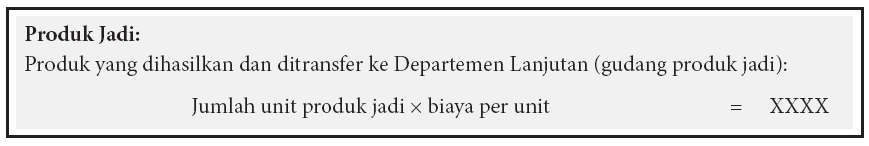 Produk Jadi:
Produk yang dihasilkan dan ditransfer ke Departemen Lanjutan (gudang produk jadi):
Jumlah unit produk jadi × biaya per unit = XXXX